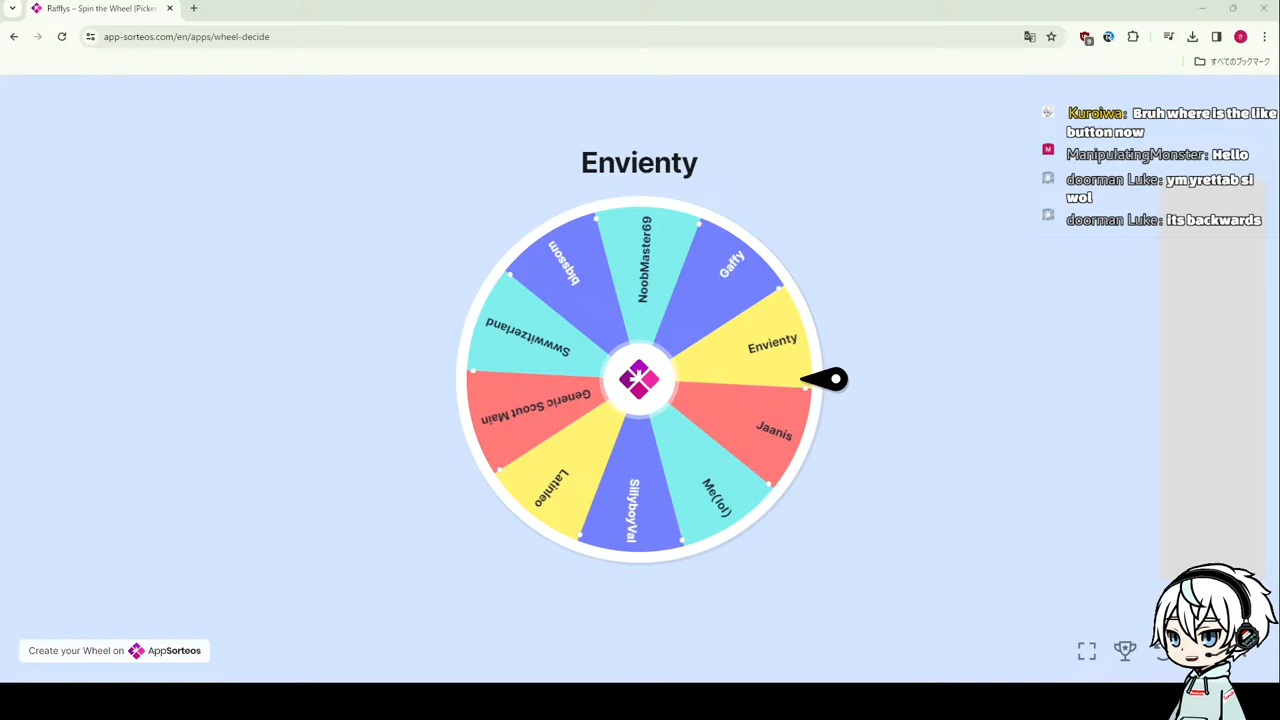 Rafflys – Spin the Wheel (Picker
app-sorteos.com/en/apps/wheel-decide
すべてのブックマーク
Kuroiwa: Bruh where is the like
button now
ManipulatingMonster: Hello
doorman Luke: ym yrettab si
wol
doorman Luke: its backwards
Envienty
NoobMaster69
Gaffy
Envienty
Jaanis
Me(lol)
SillyboyVal
Latinleo
Generic Scout Main
Swwwitzerland
Create your Wheel on AppSorteos